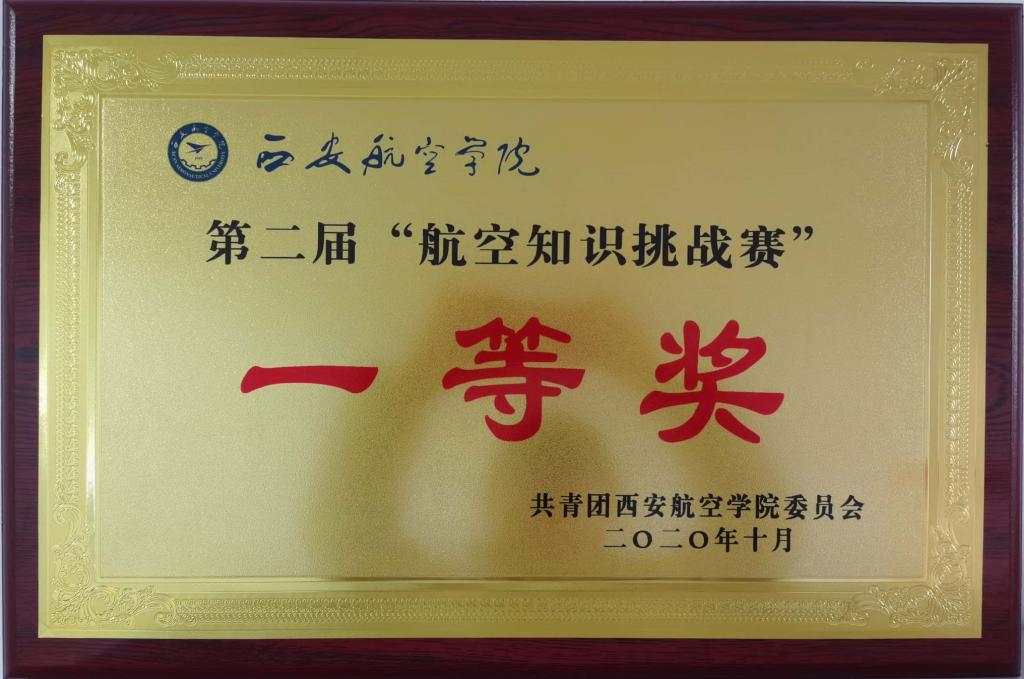 西安航空学院
第二届“航空知识挑战赛”
一等奖
共青团西安航空学院委员会
二〇二〇年十月